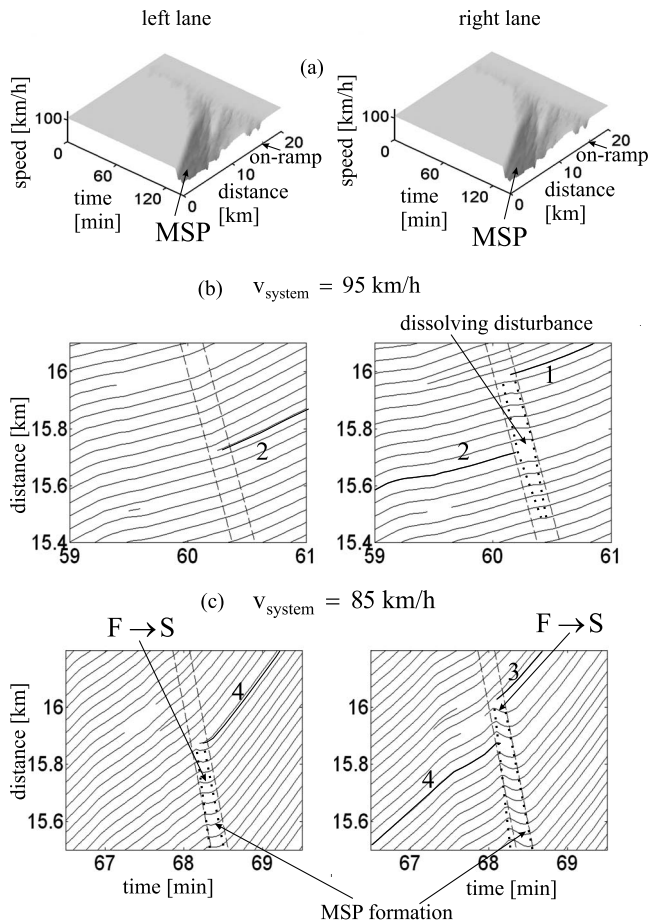 left lane
right lane
(a)
speed [km/h]
100
0
60
120
time
[min]
0
10
20
on-ramp
distance
[km]
MSP
speed [km/h]
100
0
60
120
time
[min]
0
10
20
on-ramp
distance
[km]
MSP
(b) v_system = 95 km/h
dissolving disturbance
distance [km]
16
15.8
15.6
15.4
59 60 61
2
16
15.8
15.6
15.4
59 60 61
1
2
(c) v_system = 85 km/h
F → S
F → S
distance [km]
16
15.8
15.6
67 68 69
4
16
15.8
15.6
67 68 69
3
4
time [min]
time [min]
MSP formation